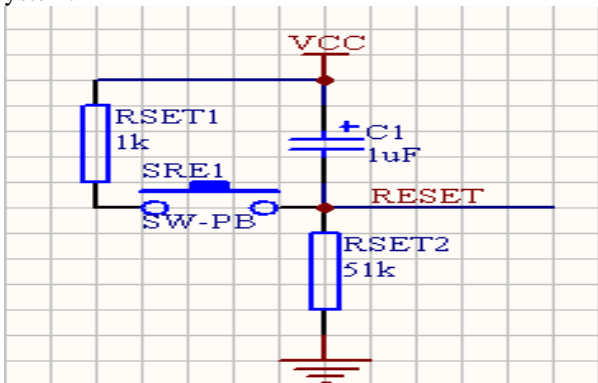 VCC
RSET1
1k
C1
1uF
SRE1
RESET
SW-PB
RSET2
51k